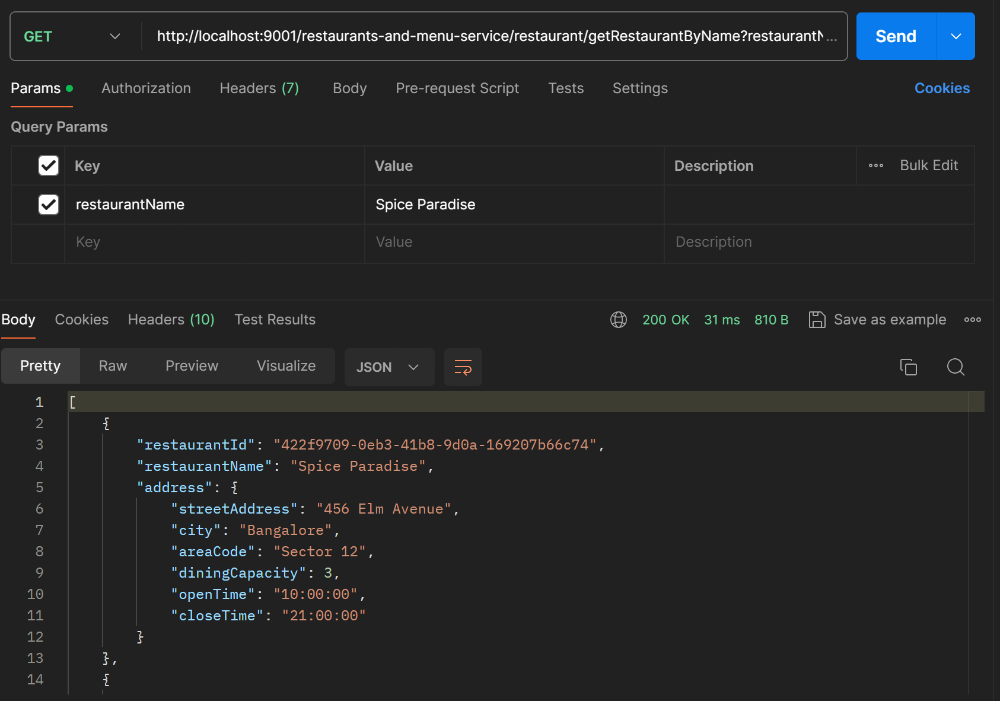 GET http://localhost:9001/restaurants-and-menu-service/restaurant/getRestaurantByName?restaurantN... Send
Params Authorization Headers (7) Body Pre-request Script Tests Settings Cookies
Query Params
Key Value Description Bulk Edit
restaurantName Spice Paradise
Key Value Description
Body Cookies Headers (10) Test Results 200 OK 31 ms 810 B Save as example
Pretty Raw Preview Visualize JSON
1 [
2 {
3 "restaurantId": "422f9709-0eb3-41b8-9d0a-169207b66c74",
4 "restaurantName": "Spice Paradise",
5 "address": {
6 "streetAddress": "456 Elm Avenue",
7 "city": "Bangalore",
8 "areaCode": "Sector 12",
9 "diningCapacity": 3,
10 "openTime": "10:00:00",
11 "closeTime": "21:00:00"
12 }
13 },
14 {